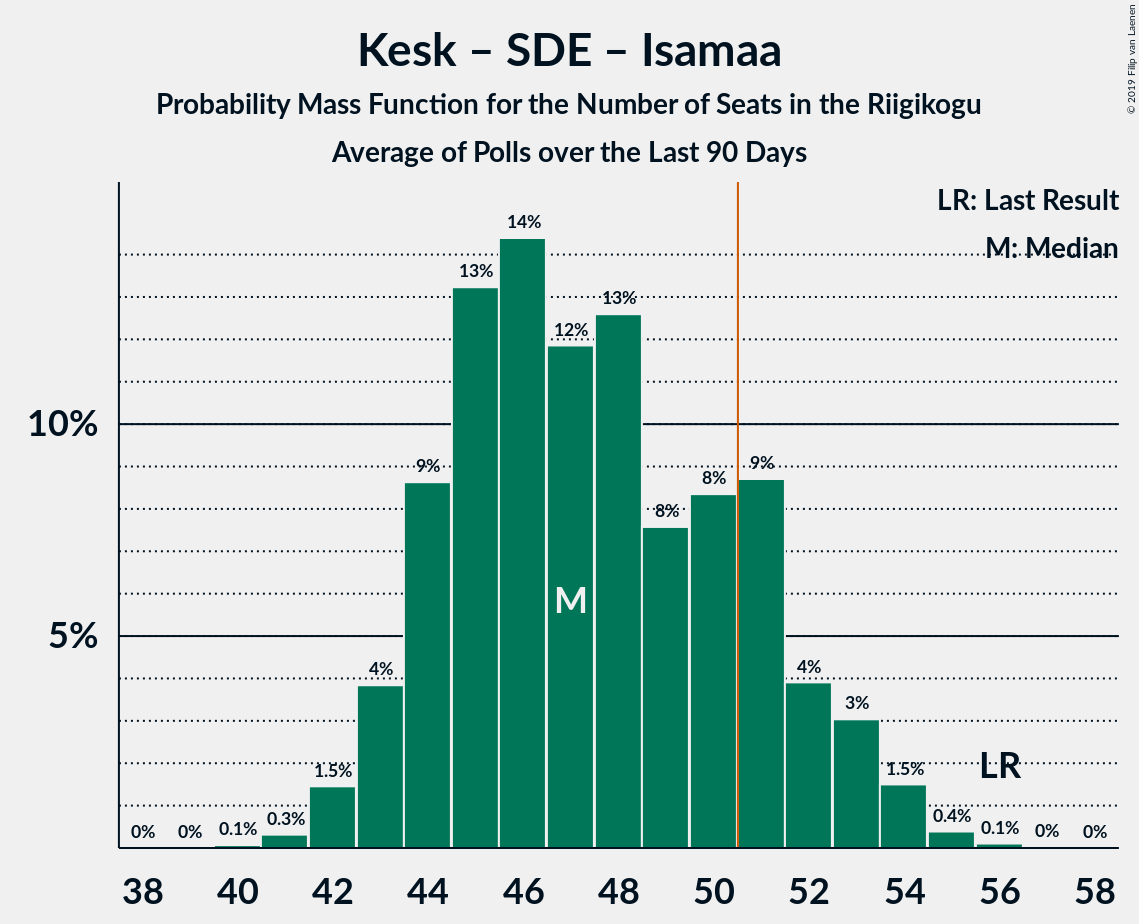 Kesk – SDE – Isamaa
Probability Mass Function for the Number of Seats in the Riigikogu
Average of Polls over the Last 90 Days
© 2019 Filip van Laenen
LR: Last Result
M: Median
14%
13%
13%
12%
10%
9%
9%
8%
8%
M
5%
4%
4%
3%
LR
1.5%
1.5%
0.3%
0.4%
0% 0% 0.1% 0.1% 0% 0%
38 40 42 44 46 48 50 52 54 56 58